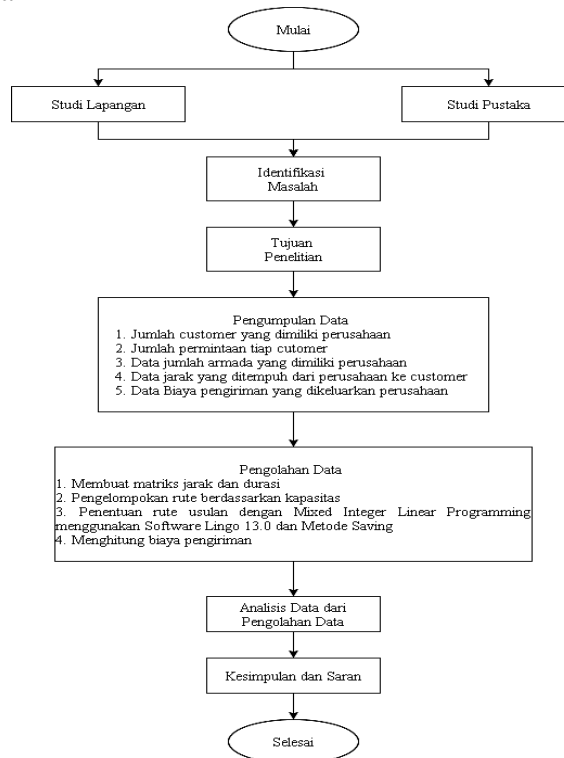 Mulai
Studi Lapangan
Studi Pustaka
Identifikasi
Masalah
Tujuan
Penelitian
Pengumpulan Data
1. Jumlah customer yang dimiliki perusahaan
2. Jumlah permintaan tiap cutomer
3. Data jumlah armada yang dimiliki perusahaan
4. Data jarak yang ditempuh dari perusahaan ke customer
5. Data Biaya pengiriman yang dikeluarkan perusahaan
Pengolahan Data
1. Membuat matriks jarak dan durasi
2. Pengelompokan rute berdassarkan kapasitas
3. Penentuan rute usulan dengan Mixed Integer Linear Programming
menggunakan Software Lingo 13.0 dan Metode Saving
4. Menghitung biaya pengiriman
Analisis Data dari
Pengolahan Data
Kesimpulan dan Saran
Selesai